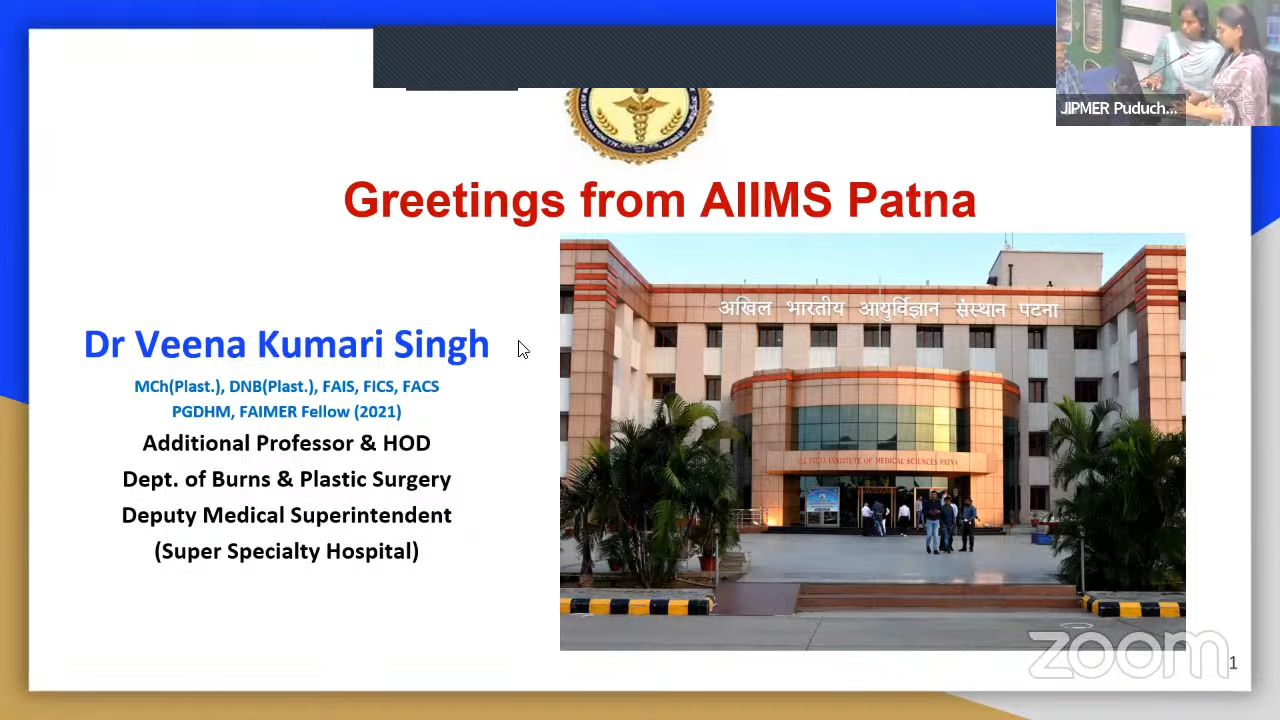 JIPMER Puduch...
Greetings from AIIMS Patna
अखिल भारतीय आयुर्विज्ञान संस्थान पटना
Dr Veena Kumari Singh
MCh(Plast.), DNB(Plast.), FAIS, FICS, FACS
PGDHM, FAIMER Fellow (2021)
Additional Professor & HOD
Dept. of Burns & Plastic Surgery
Deputy Medical Superintendent
(Super Specialty Hospital)
ALL INDIA INSTITUTE OF MEDICAL SCIENCES PATNA
zoom
1